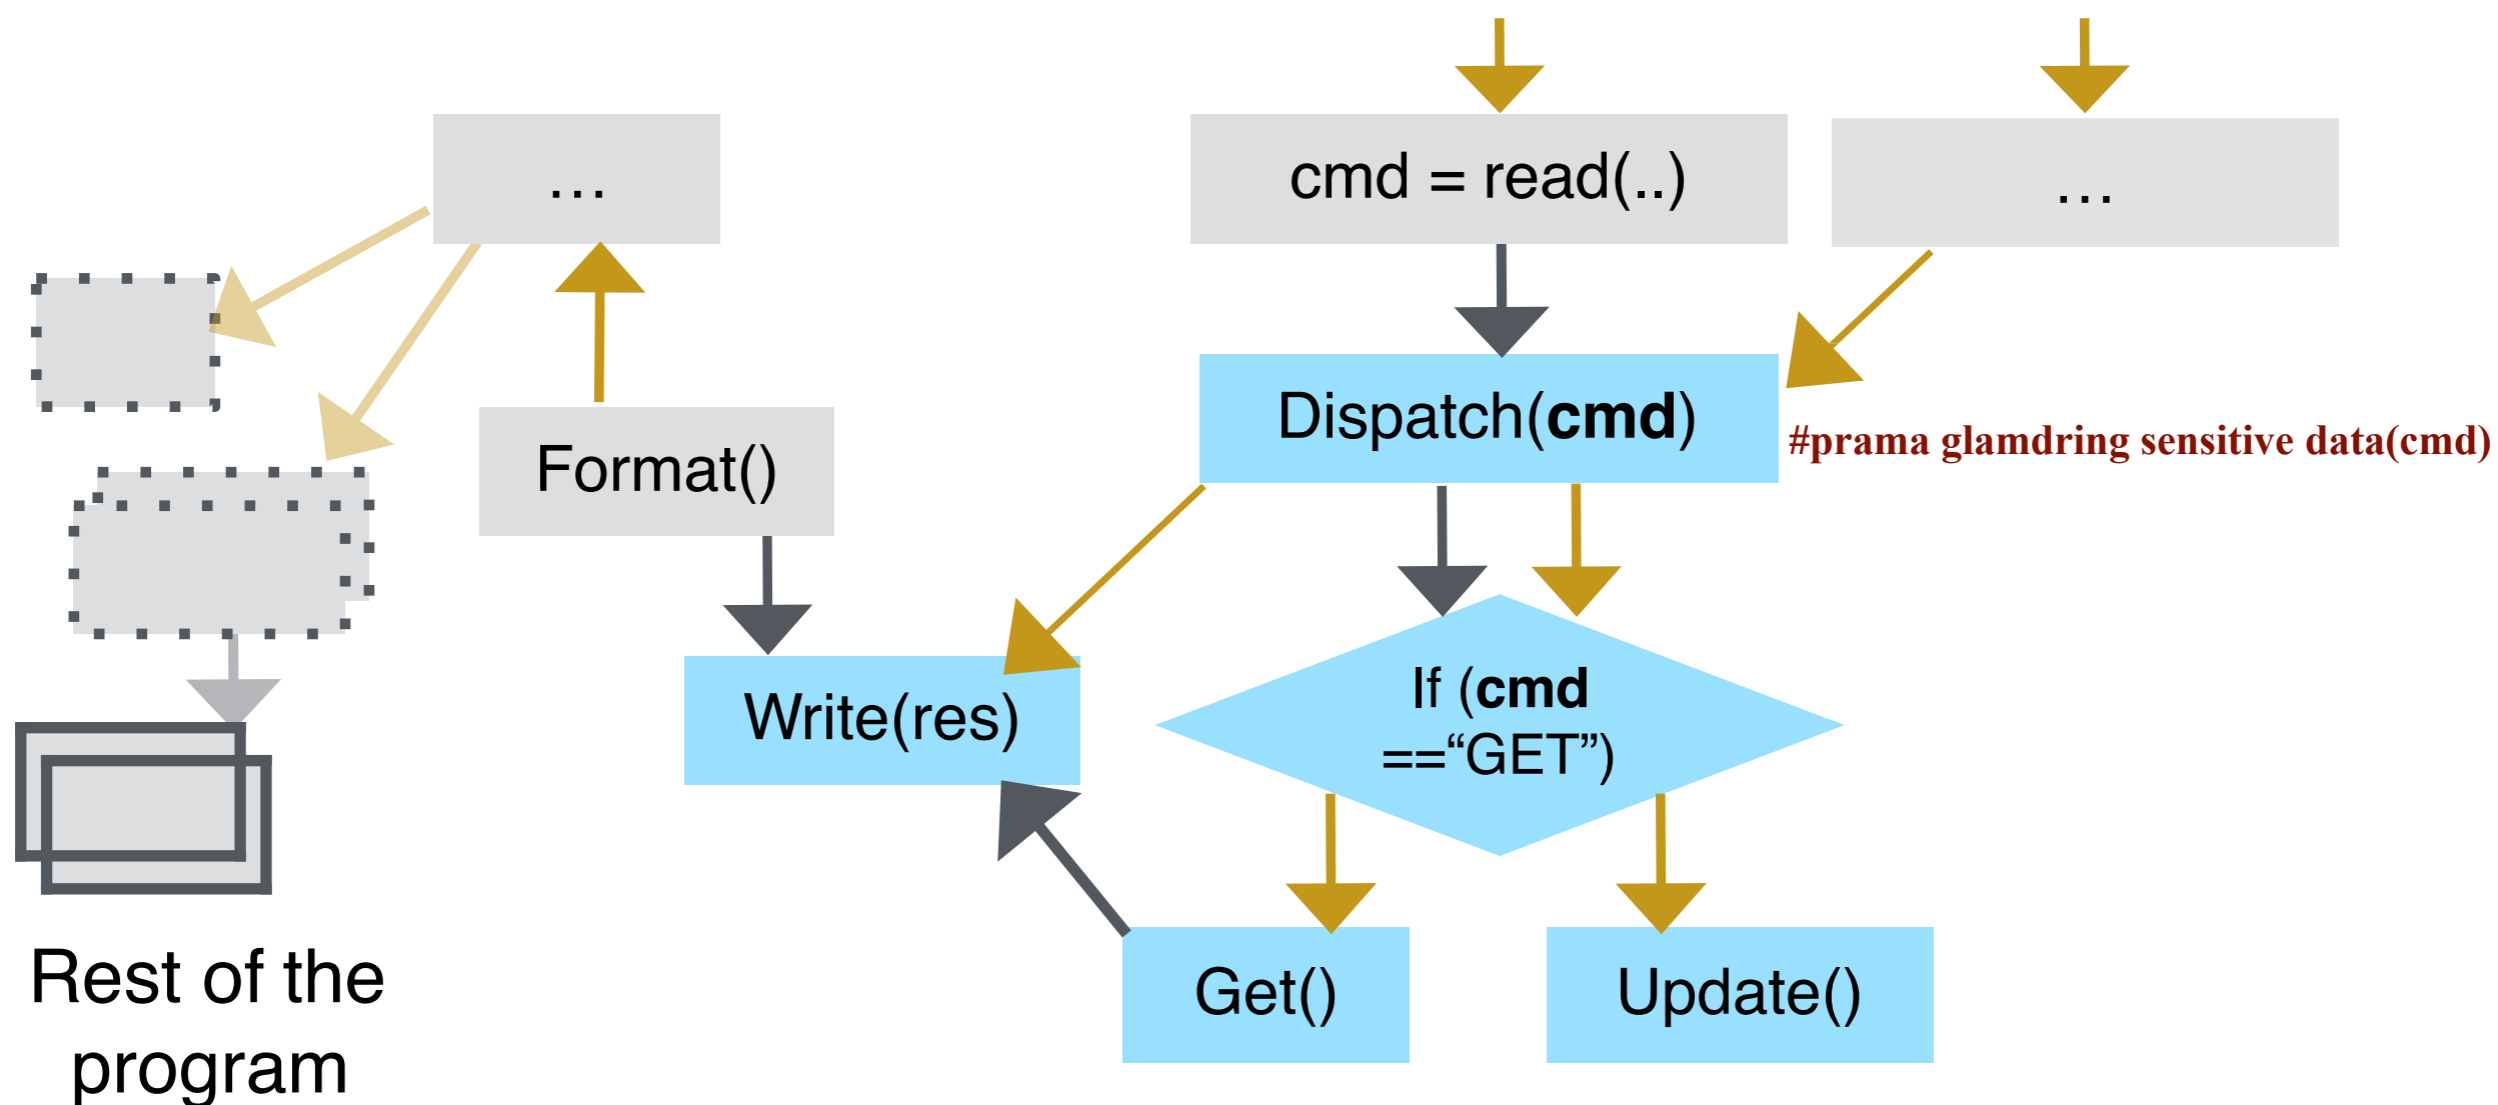 …
cmd = read(..)
…
Format()
Dispatch(cmd)
#prama glamdring sensitive data(cmd)
Write(res)
If (cmd
==“GET”)
Get()
Update()
Rest of the
program